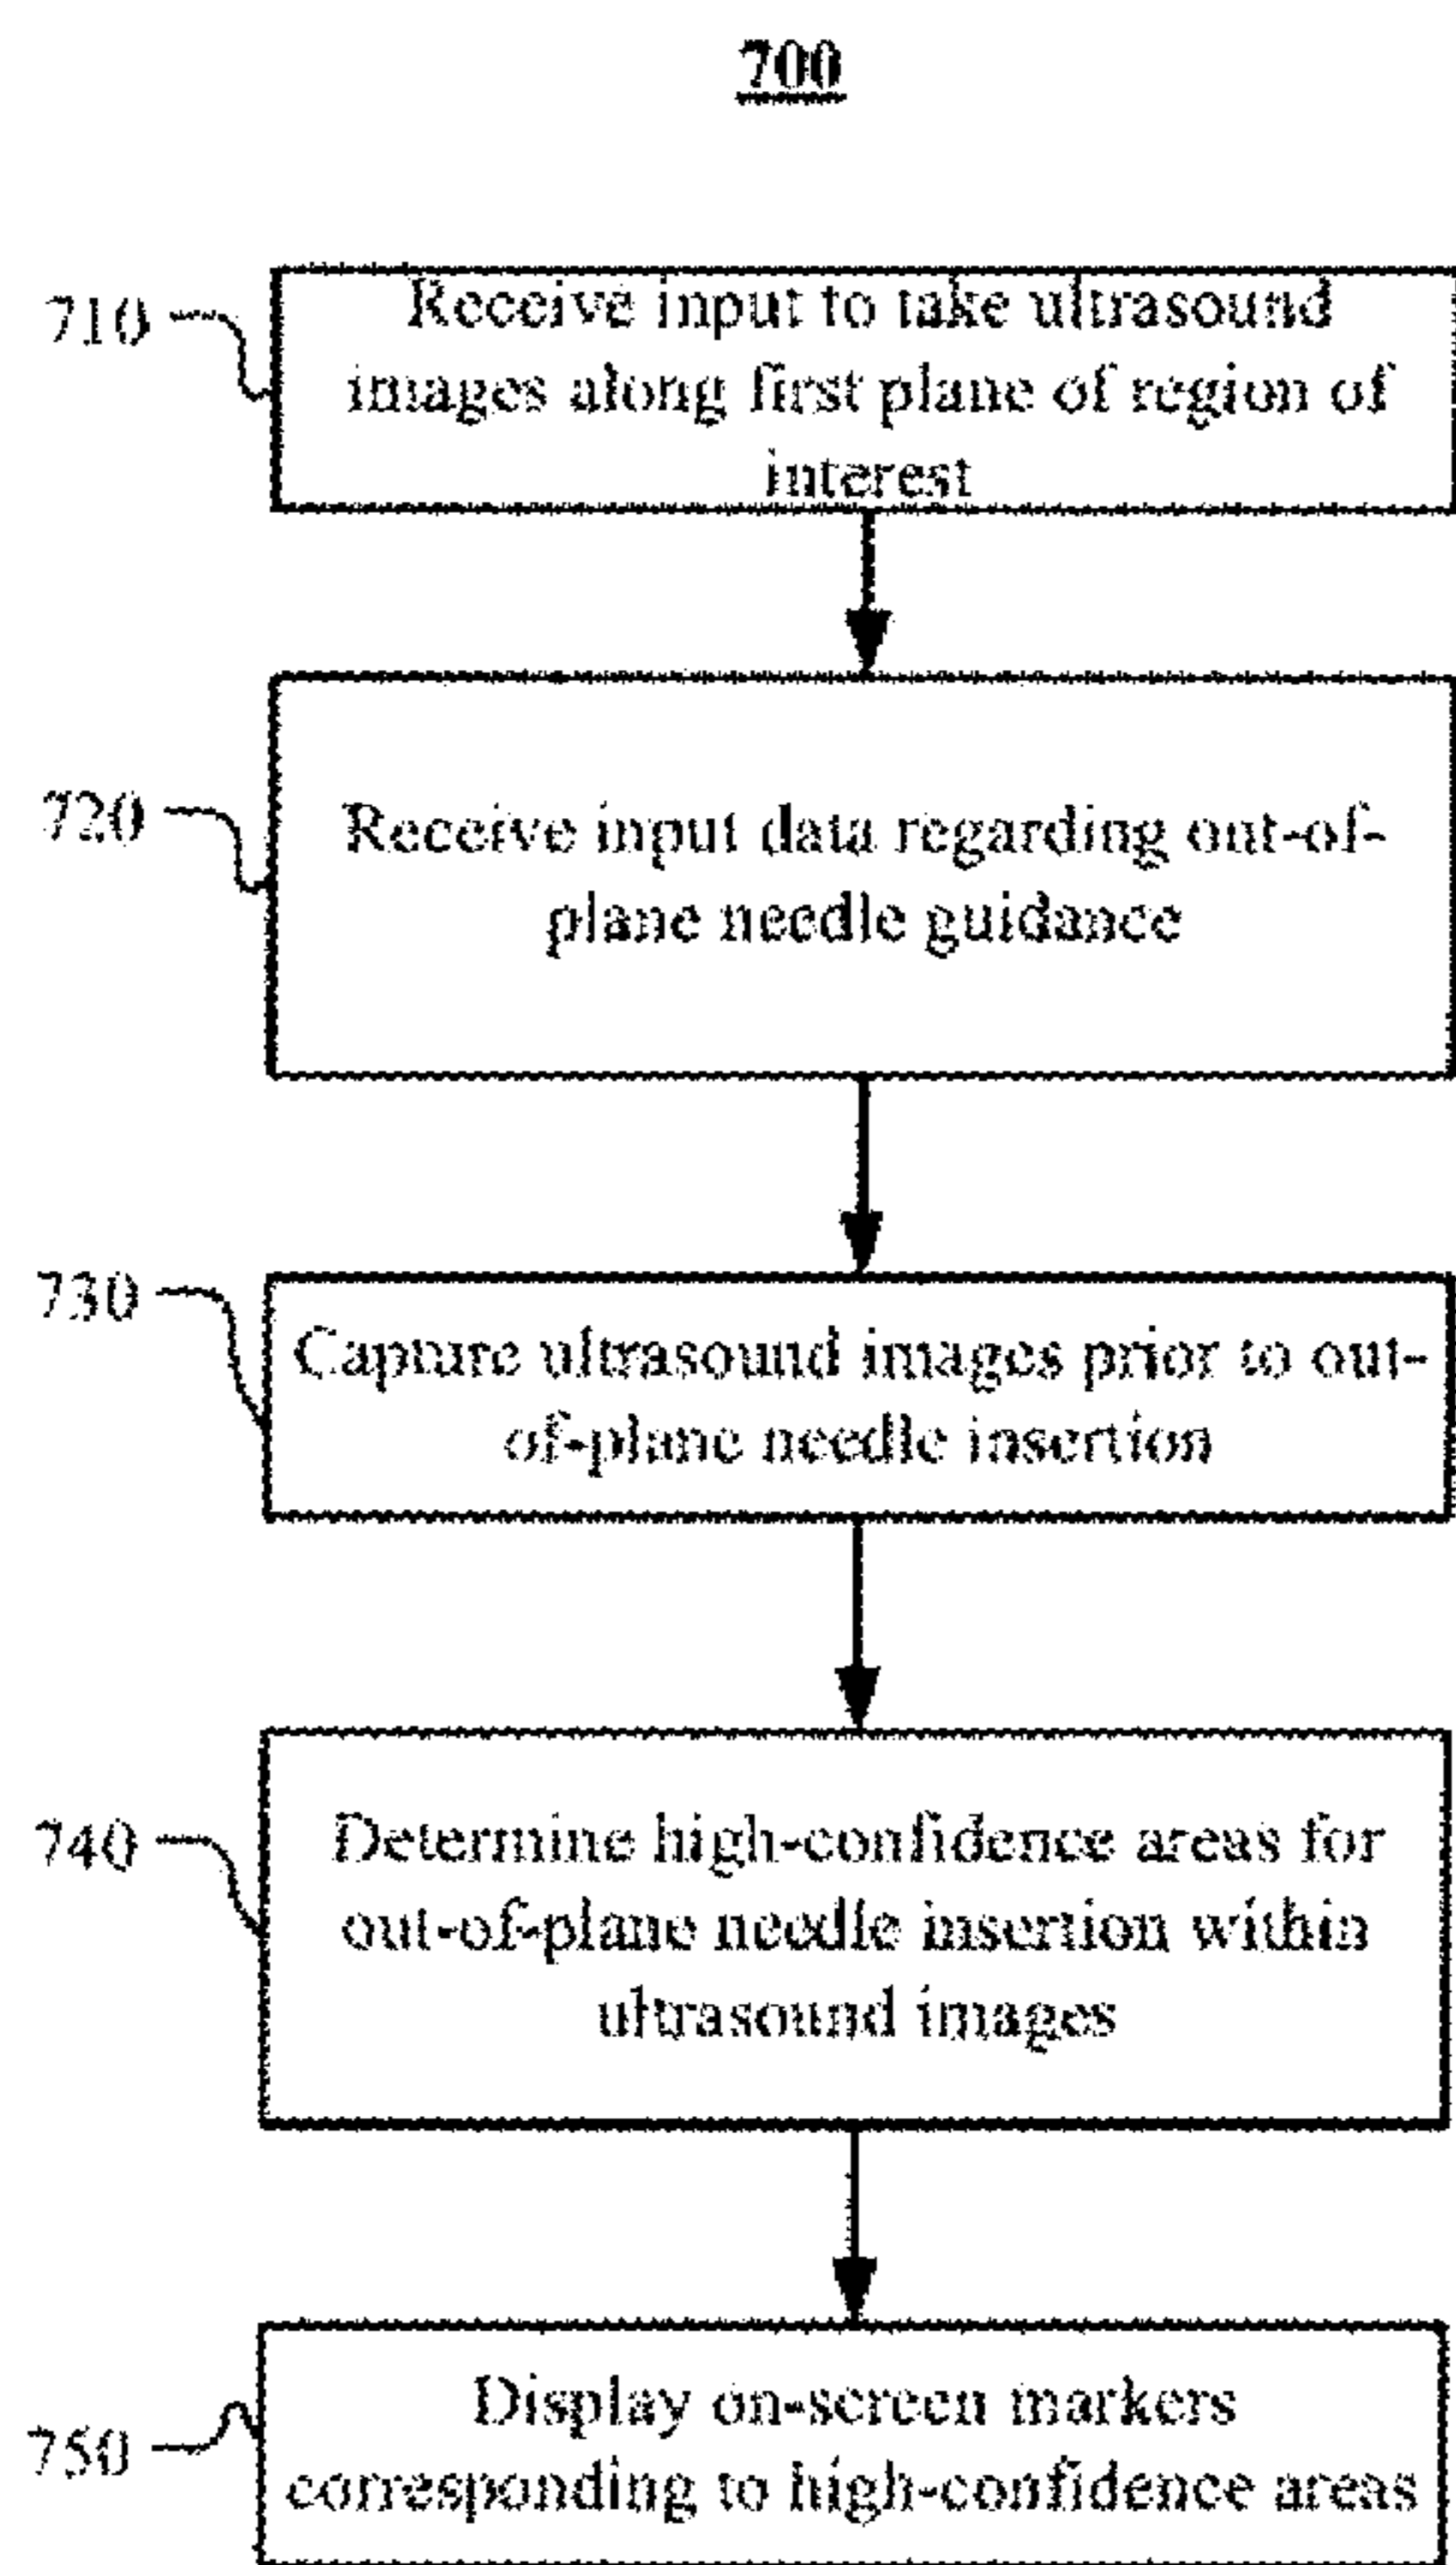 700
710
Receive input to take ultrasound
images along first plane of region of
interest
720
Receive input data regarding out-of-
plane needle guidance
730
Capture ultrasound images prior to out-
of-plane needle insertion
740
Determine high-confidence areas for
out-of-plane needle insertion within
ultrasound images
750
Display on-screen markers
corresponding to high-confidence areas